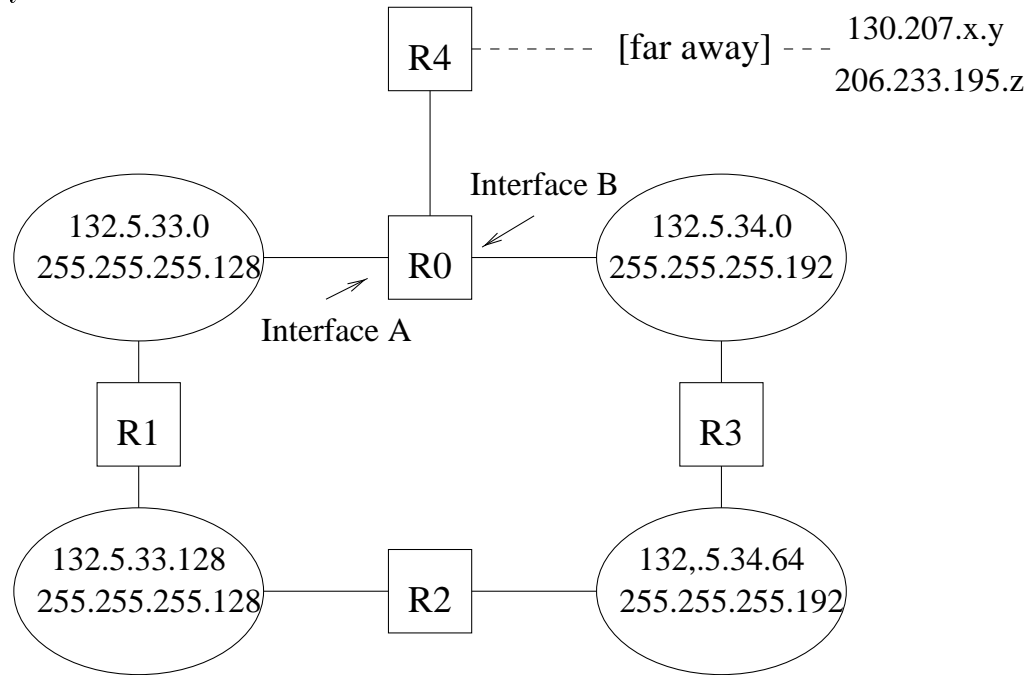 R4
[far away]
130.207.x.y
206.233.195.z
Interface B
132.5.33.0
255.255.255.128
R0
132.5.34.0
255.255.255.192
Interface A
R1
R3
132.5.33.128
255.255.255.128
R2
132,.5.34.64
255.255.255.192